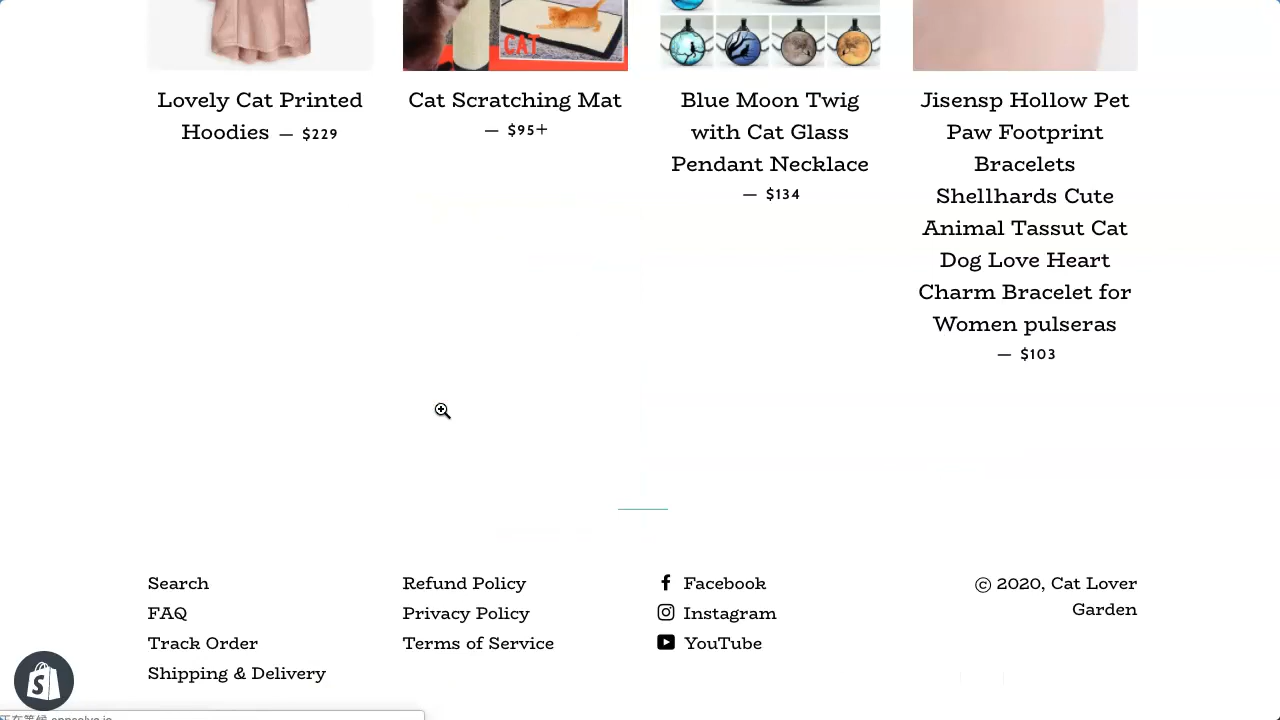 CAT
Lovely Cat Printed
Hoodies — $229
Cat Scratching Mat
— $95+
Blue Moon Twig
with Cat Glass
Pendant Necklace
— $134
Jisensp Hollow Pet
Paw Footprint
Bracelets
Shellhards Cute
Animal Tassut Cat
Dog Love Heart
Charm Bracelet for
Women pulseras
— $103
Search
FAQ
Track Order
Shipping & Delivery
Refund Policy
Privacy Policy
Terms of Service
Facebook
Instagram
YouTube
© 2020, Cat Lover
Garden